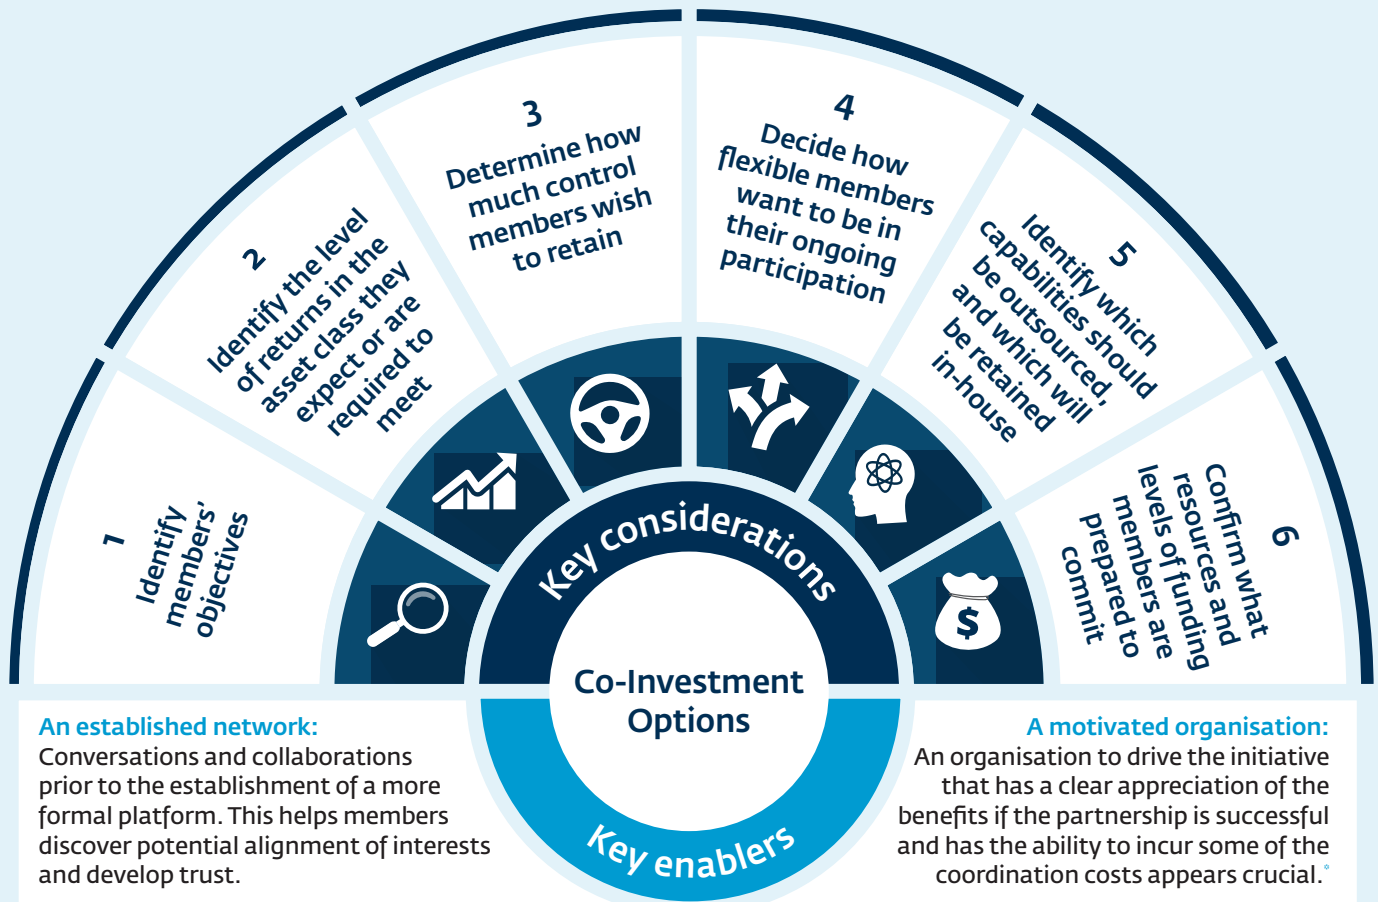 1
Identify
members'
objectives
2
Identify the level
of returns in the
asset class they
expect or are
required to
meet
3
Determine how
much control
members wish
to retain
4
Decide how
flexible members
want to be in
their ongoing
participation
5
Identify which
capabilities should
be outsourced,
and which will
be retained
in-house
6
Confirm what
resources and
levels of funding
members are
prepared to
commit
$
Key considerations
Co-Investment
Options
Key enablers
An established network:
Conversations and collaborations
prior to the establishment of a more
formal platform. This helps members
discover potential alignment of interests
and develop trust.
A motivated organisation:
An organisation to drive the initiative
that has a clear appreciation of the
benefits if the partnership is successful
and has the ability to incur some of the
coordination costs appears crucial.*